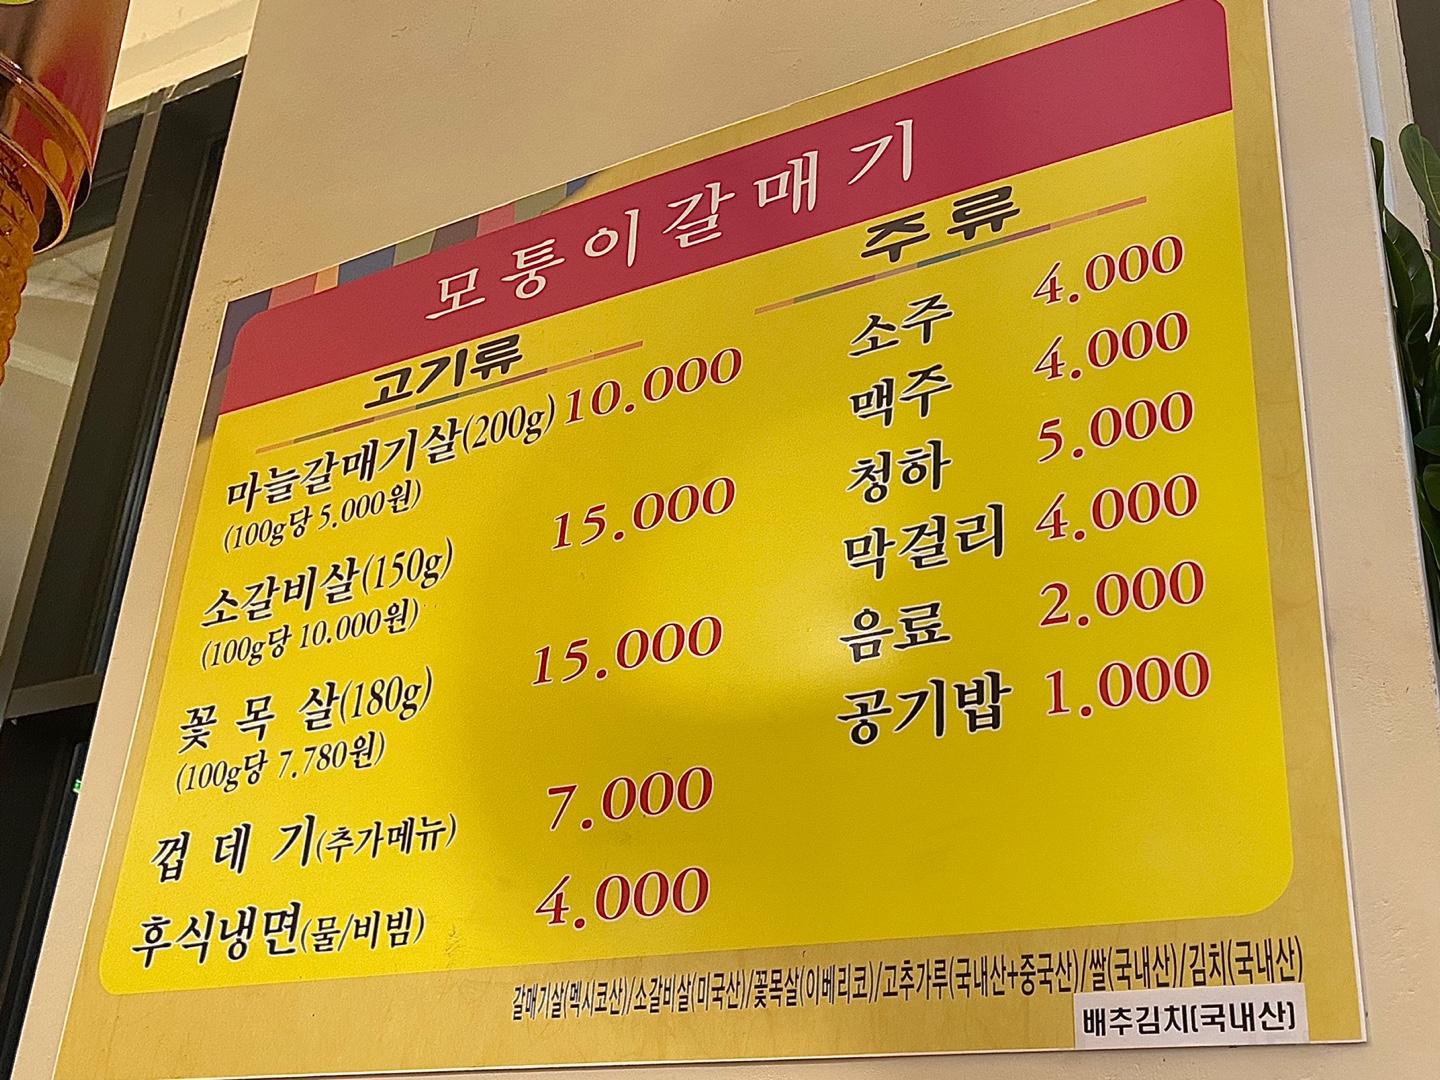 모퉁이갈매기
고기류
마늘갈매기살(200g) 10.000
(100g당 5.000원)
소갈비살(150g) 15.000
(100g당 10.000원)
꽃 목 살(180g) 15.000
(100g당 7.780원)
껍 데 기(추가메뉴) 7.000
후식냉면(물/비빔) 4.000
주류
소주 4.000
맥주 4.000
청하 5.000
막걸리 4.000
음료 2.000
공기밥 1.000
갈매기살(멕시코산)/소갈비살(미국산)/꽃목살(이베리코)/고추가루(국내산+중국산)/쌀(국내산)/김치(국내산)
배추김치(국내산)